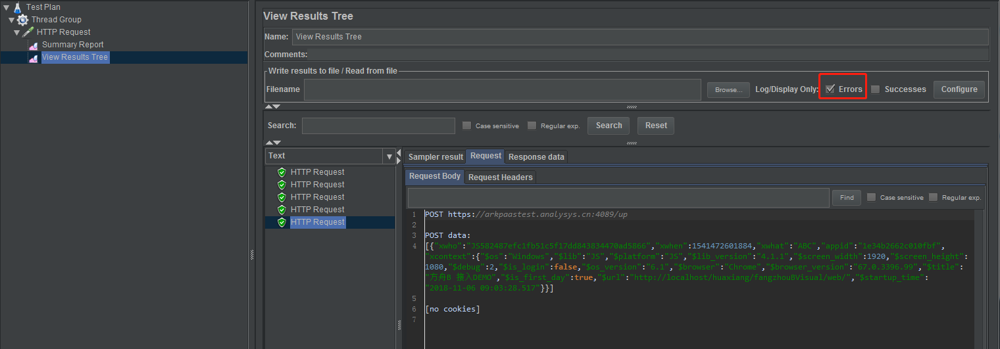 Test Plan
Thread Group
HTTP Request
Summary Report
View Results Tree
View Results Tree
Name: View Results Tree
Comments:
Write results to file / Read from file
Filename Browse... Log/Display Only: Errors Successes Configure
Search: Case sensitive Regular exp. Search Reset
Text
HTTP Request
HTTP Request
HTTP Request
HTTP Request
HTTP Request
Sampler result Request Response data
Request Body Request Headers
Find Case sensitive Regular exp.
1 POST https://arkpaastest.analysys.cn:4089/up
2
3 POST data:
4 [{"xwho":"JS582487efc1fb51c5f17dd843834470ad5866","xwhen":1541472601884,"xwhat":"ABC","appid":"1e34b2662c010fbf",
"xcontext":{"$os":"Windows","$lib":"JS","$platform":"JS","$lib_version":"4.1.1","$screen_width":1920,"$screen_height":
1080,"$debug":2,"$is_login":false,"$os_version":"6.1","$browser":"Chrome","$browser_version":"67.0.3396.99","$title":
"方舟B 接入DEMO","$is_first_day":true,"$url":"http://localhost/huaxiang/fangzhouBVisual/web/","$startup_time":
"2018-11-06 09:03:28.517"}}]
5
6 [no cookies]
7